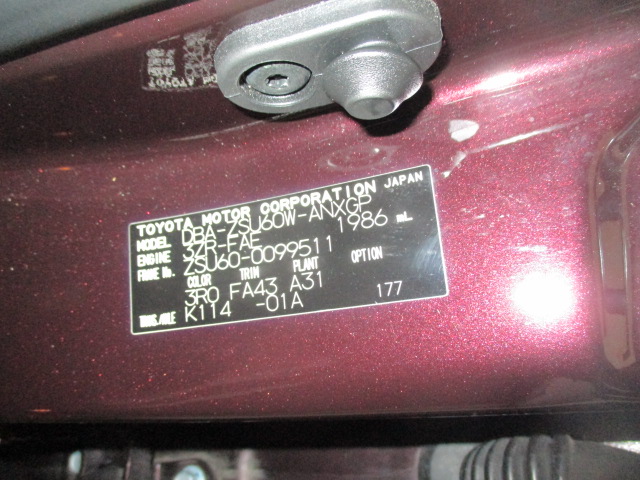 TOYOTA MOTOR CORPORATION JAPAN
MODEL DBA-ZSU60W-ANXGP
ENGINE 3ZR-FAE 1986 mL
FRAME No. ZSU60-0099511
COLOR TRIM PLANT
3R0 FA43 A31
TRANS./AXLE K114 -01A 177